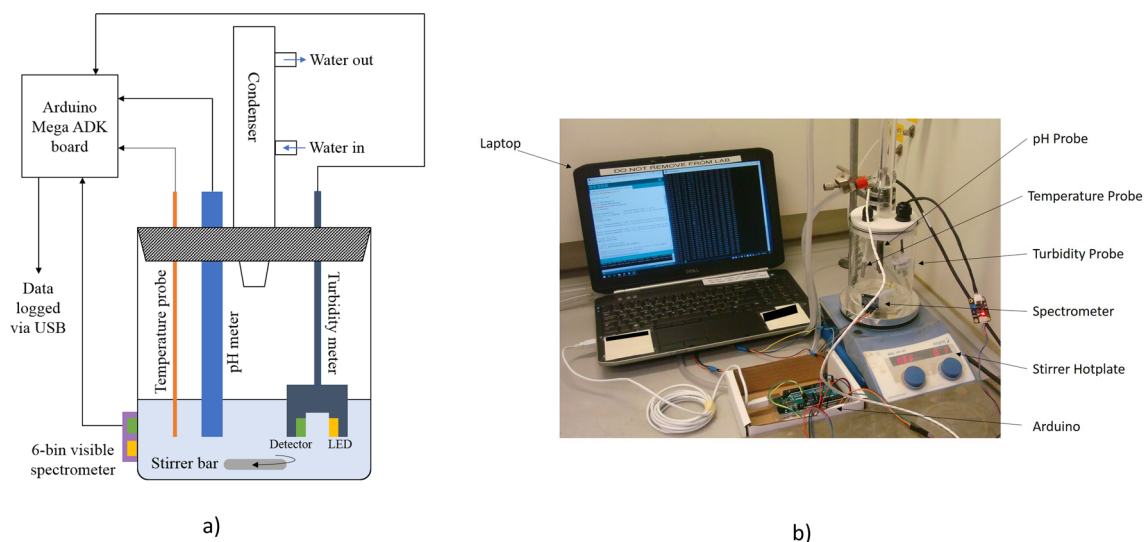 Water out
Condenser
Arduino
Mega ADK
board
Water in
Data
logged
via USB
Temperature probe
pH meter
Turbidity meter
Detector
LED
6-bin visible
spectrometer
Stirrer bar
a)
Laptop
DO NOT REMOVE FROM LAB
DELL
pH Probe
Temperature Probe
Turbidity Probe
Spectrometer
Stirrer Hotplate
Arduino
b)